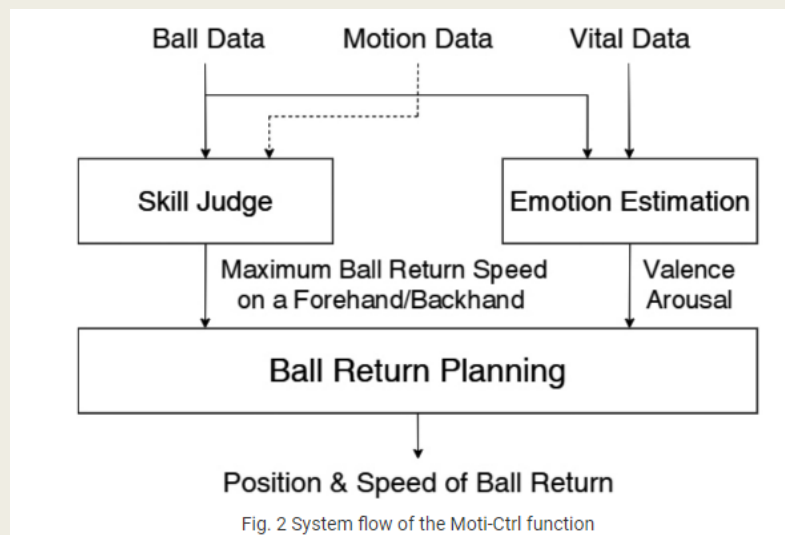 Ball Data
Motion Data
Vital Data
Skill Judge
Emotion Estimation
Maximum Ball Return Speed
on a Forehand/Backhand
Valence
Arousal
Ball Return Planning
Position & Speed of Ball Return
Fig. 2 System flow of the Moti-Ctrl function